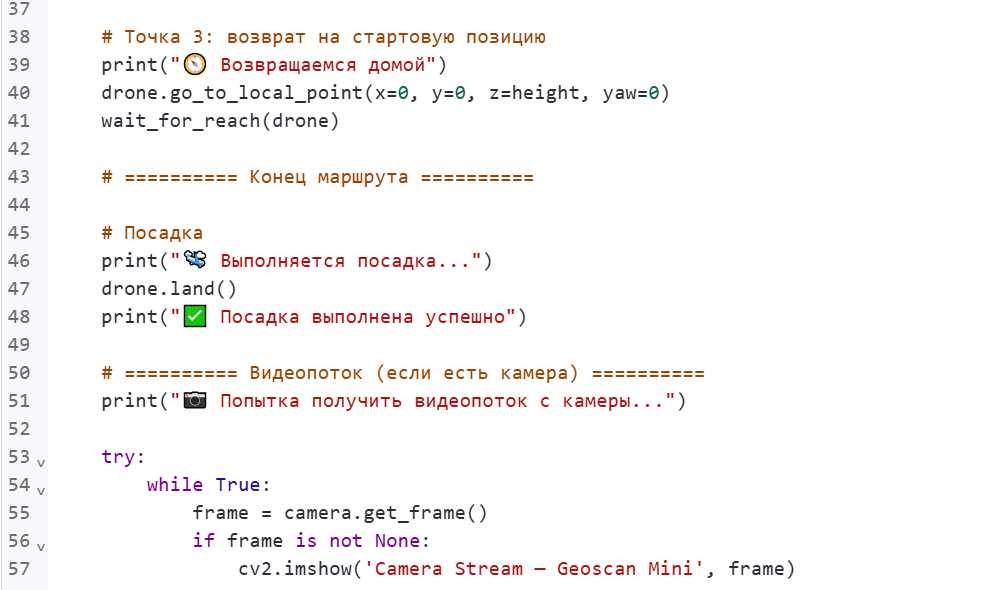 37
38 # Точка 3: возврат на стартовую позицию
39 print("🧭 Возвращаемся домой")
40 drone.go_to_local_point(x=0, y=0, z=height, yaw=0)
41 wait_for_reach(drone)
42
43 # ========== Конец маршрута ==========
44
45 # Посадка
46 print("🛩 Выполняется посадка...")
47 drone.land()
48 print("✅ Посадка выполнена успешно")
49
50 # ========== Видеопоток (если есть камера) ==========
51 print("📷 Попытка получить видеопоток с камеры...")
52
53 try:
54 while True:
55 frame = camera.get_frame()
56 if frame is not None:
57 cv2.imshow('Camera Stream — Geoscan Mini', frame)